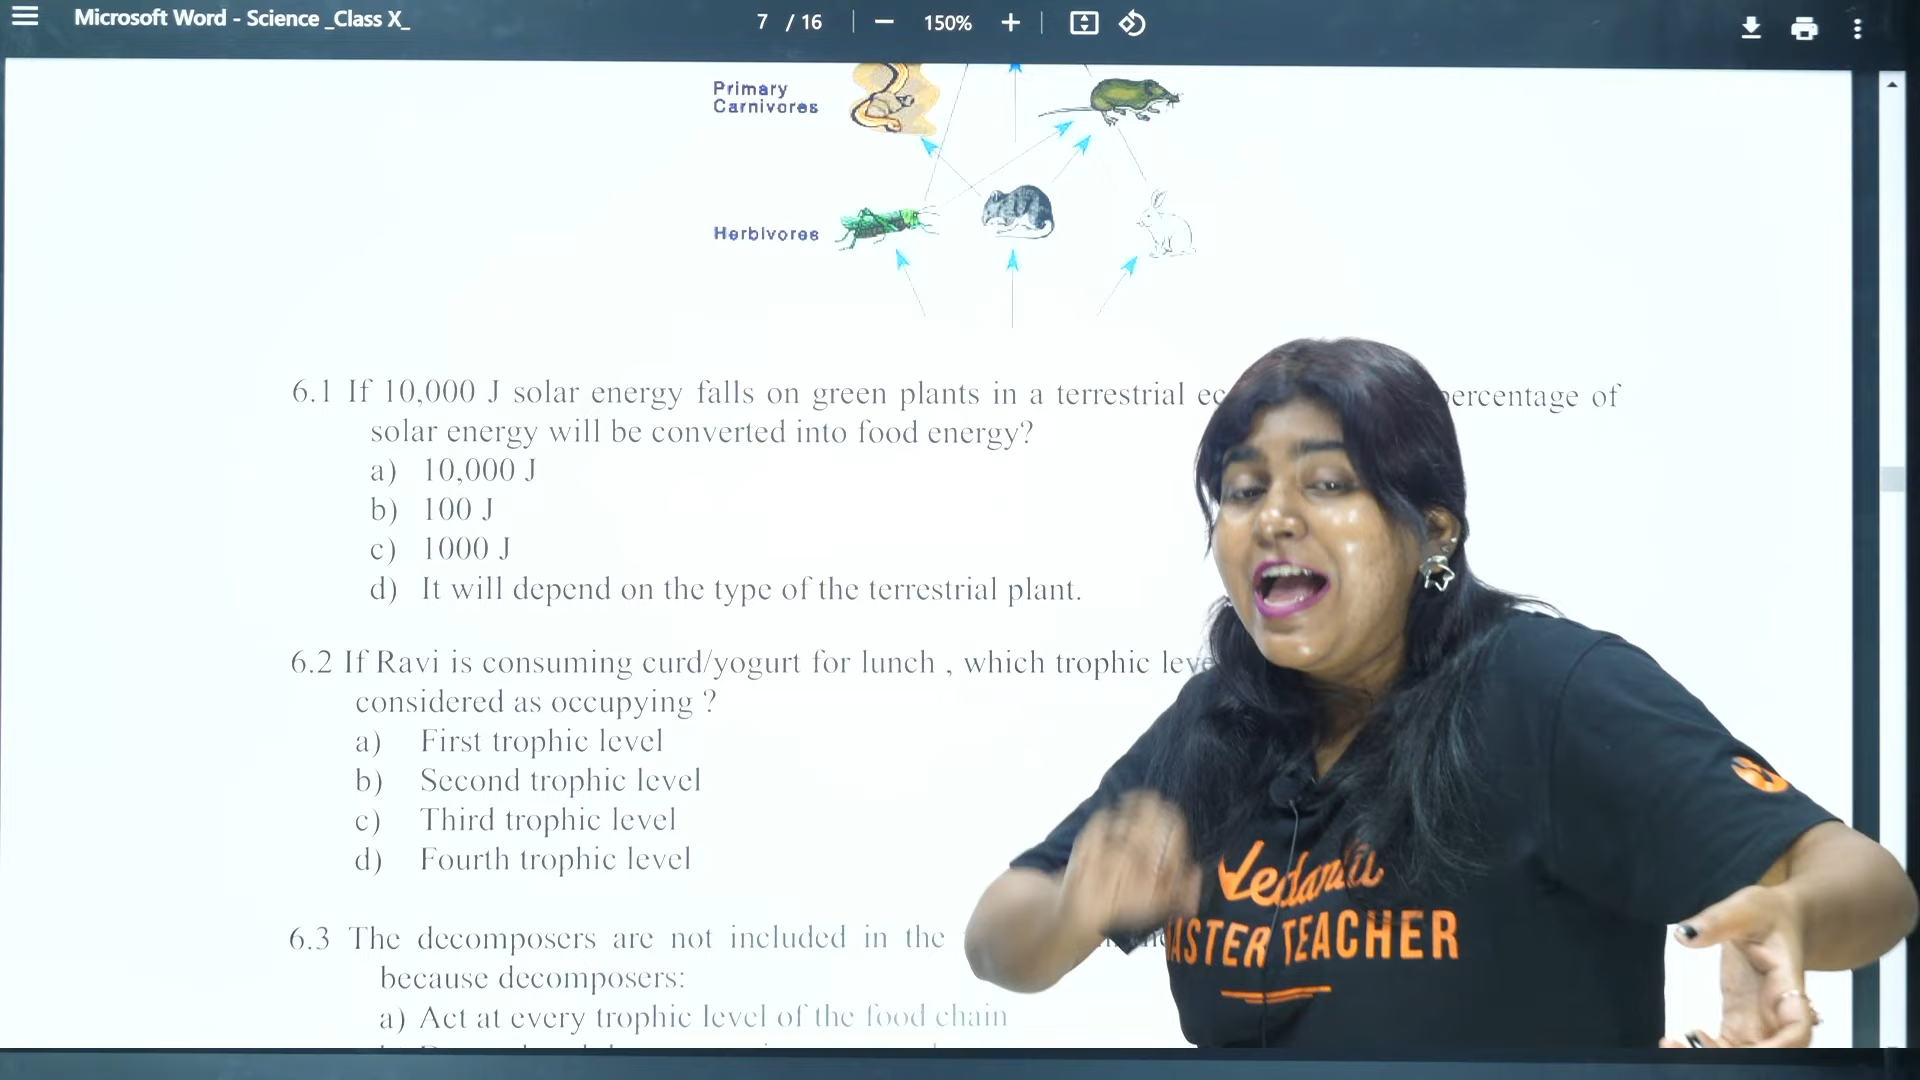 Microsoft Word - Science _Class X_
7 / 16
150%
Primary
Carnivores
Herbivores
6.1 If 10,000 J solar energy falls on green plants in a terrestrial percentage of
solar energy will be converted into food energy?
a) 10,000 J
b) 100 J
c) 1000 J
d) It will depend on the type of the terrestrial plant.
6.2 If Ravi is consuming curd/yogurt for lunch , which trophic
considered as occupying ?
a) First trophic level
b) Second trophic level
c) Third trophic level
d) Fourth trophic level
6.3 The decomposers are not included in the
because decomposers:
a) Act at every trophic level of the food chain
Vedantu
MASTER TEACHER